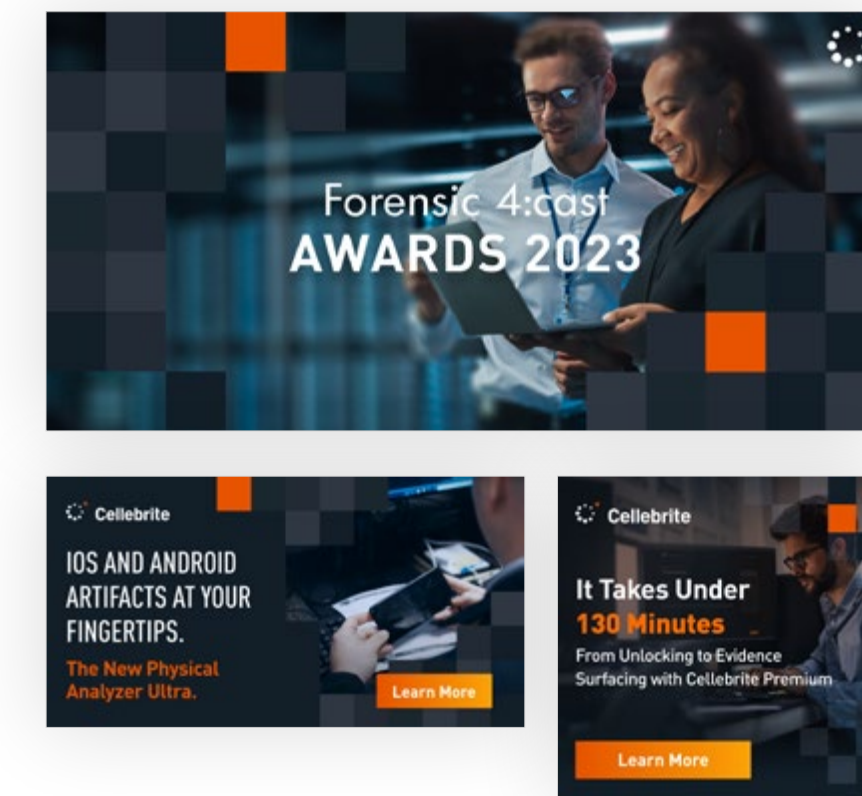 Forensic 4:cast
AWARDS 2023
Cellebrite
IOS AND ANDROID
ARTIFACTS AT YOUR
FINGERTIPS.
The New Physical
Analyzer Ultra.
Learn More
Cellebrite
It Takes Under
130 Minutes
From Unlocking to Evidence
Surfacing with Cellebrite Premium
Learn More